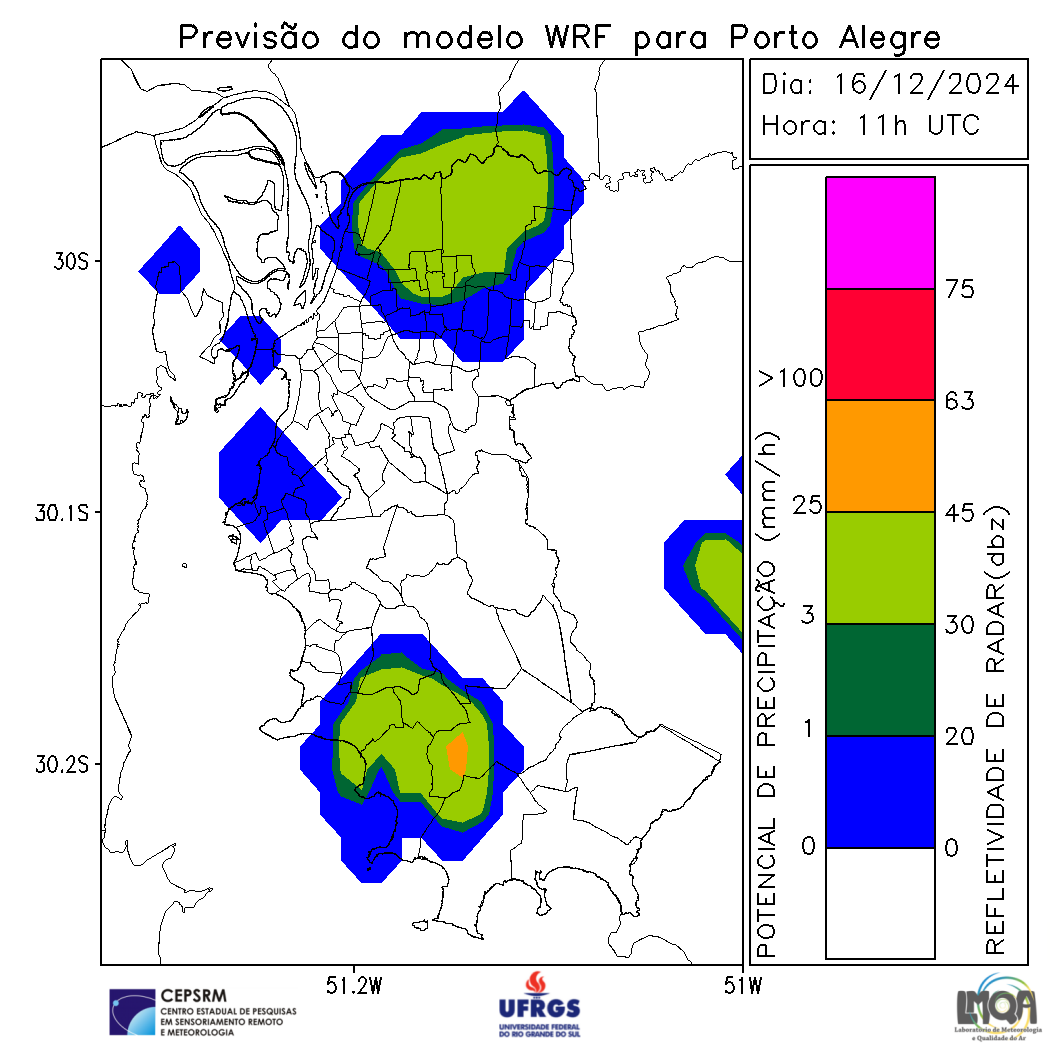 Previsão do modelo WRF para Porto Alegre
Dia: 16/12/2024
Hora: 11h UTC
30S
30.1S
30.2S
51.2W
51W
POTENCIAL DE PRECIPITAÇÃO (mm/h)
>100
25
3
1
0
75
63
45
30
20
0
REFLETIVIDADE DE RADAR(dbz)
CEPSRM
CENTRO ESTADUAL DE PESQUISAS
EM SENSORIAMENTO REMOTO
E METEOROLOGIA
UFRGS
UNIVERSIDADE FEDERAL
DO RIO GRANDE DO SUL
LMQA
Laboratório de Meteorologia
e Qualidade do Ar